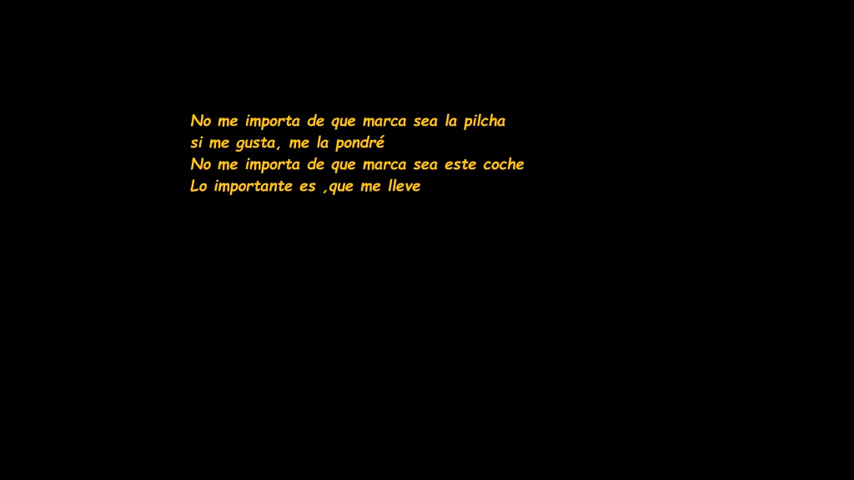 No me importa de que marca sea la pilcha
si me gusta, me la pondré
No me importa de que marca sea este coche
Lo importante es ,que me lleve